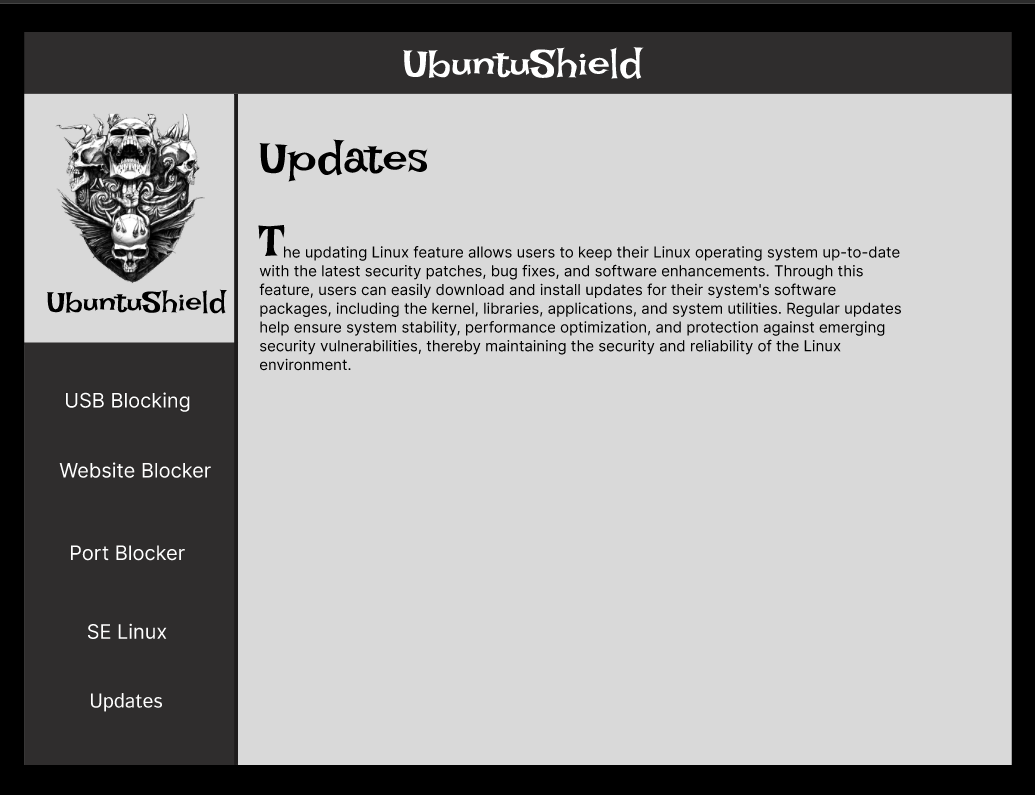 UbuntuShield
UbuntuShield
USB Blocking
Website Blocker
Port Blocker
SE Linux
Updates
Updates
The updating Linux feature allows users to keep their Linux operating system up-to-date
with the latest security patches, bug fixes, and software enhancements. Through this
feature, users can easily download and install updates for their system's software
packages, including the kernel, libraries, applications, and system utilities. Regular updates
help ensure system stability, performance optimization, and protection against emerging
security vulnerabilities, thereby maintaining the security and reliability of the Linux
environment.